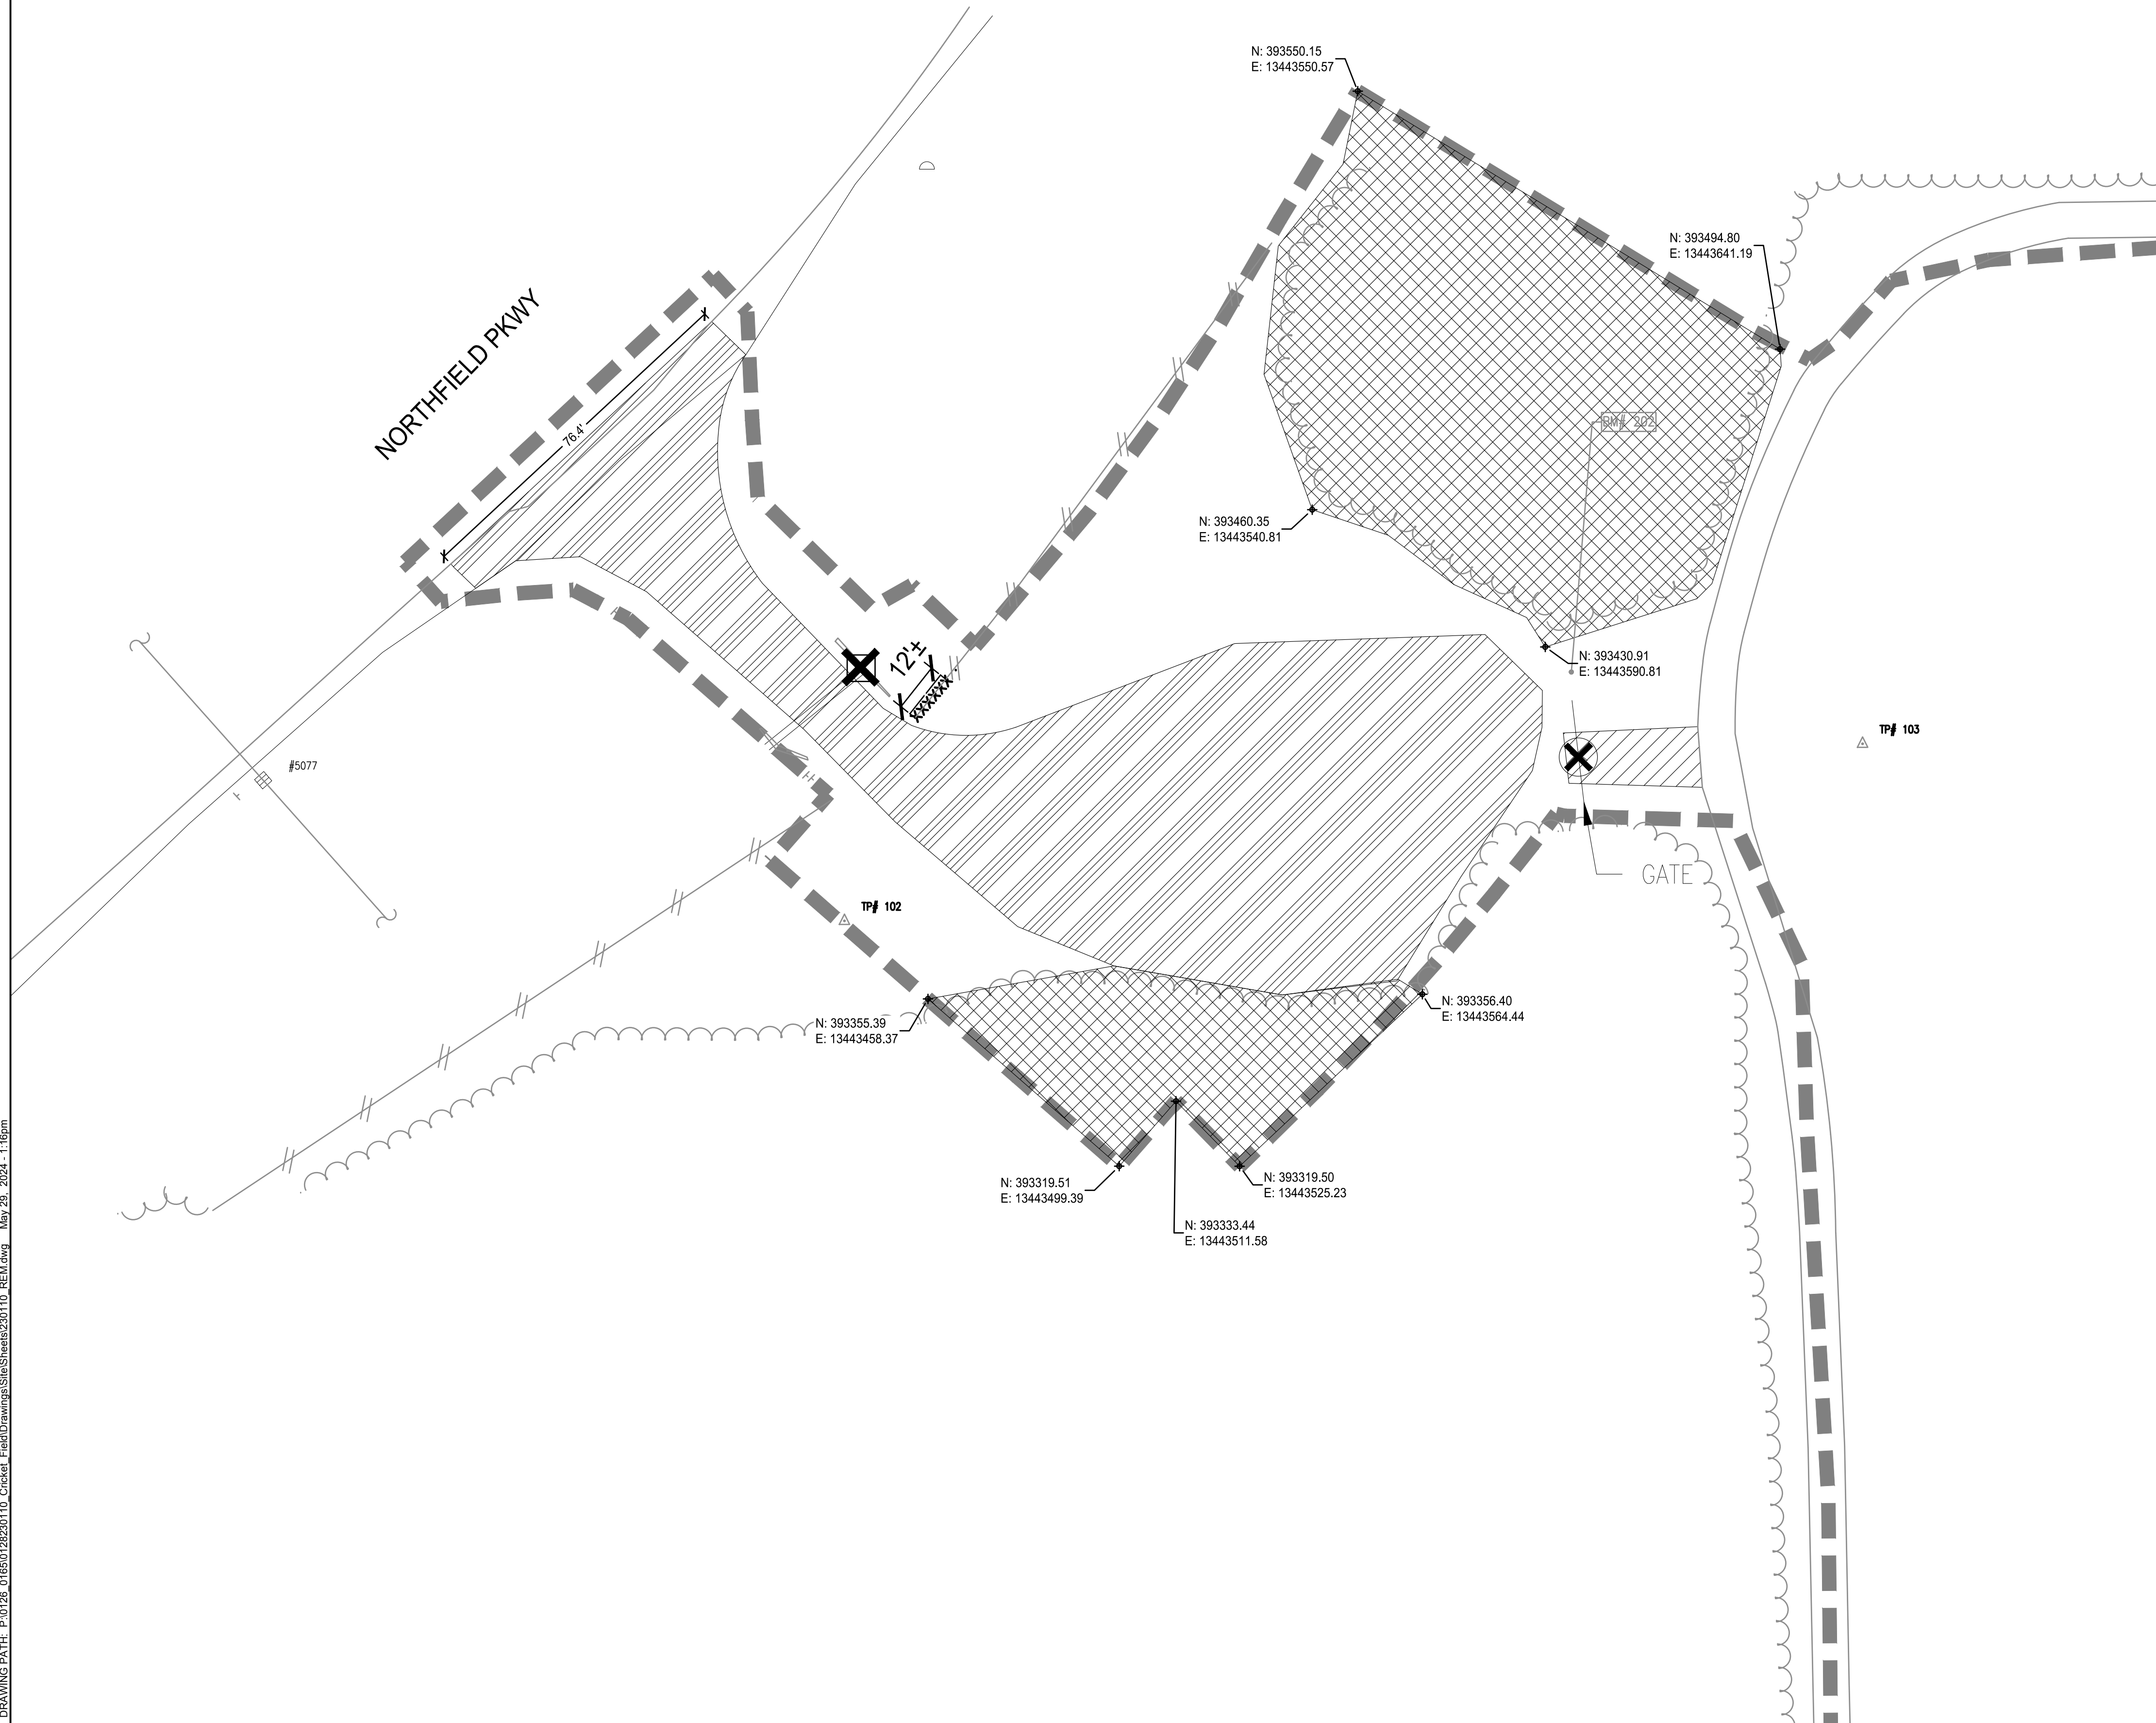 N: 393550.15
E: 13443550.57
N: 393494.80
E: 13443641.19
NORTHFIELD PKWY
76.4'
BM# 202
N: 393460.35
E: 13443540.81
12'±
XXXXXX
N: 393430.91
E: 13443590.81
TP# 103
#5077
GATE
TP# 102
N: 393355.39
E: 13443458.37
N: 393356.40
E: 13443564.44
N: 393319.51
E: 13443499.39
N: 393319.50
E: 13443525.23
N: 393333.44
E: 13443511.58
DRAWING PATH: P:\0126_0165\0128230110_Cricket_Field\Drawings\Site\Sheets\230110_REM.dwg May 29, 2024 - 1:16pm